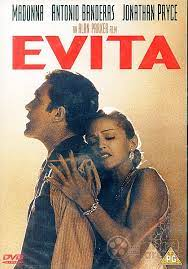 MADONNA ANTONIO BANDERAS JONATHAN PRYCE
AN ALAN PARKER FILM
EVITA
DVD
PG